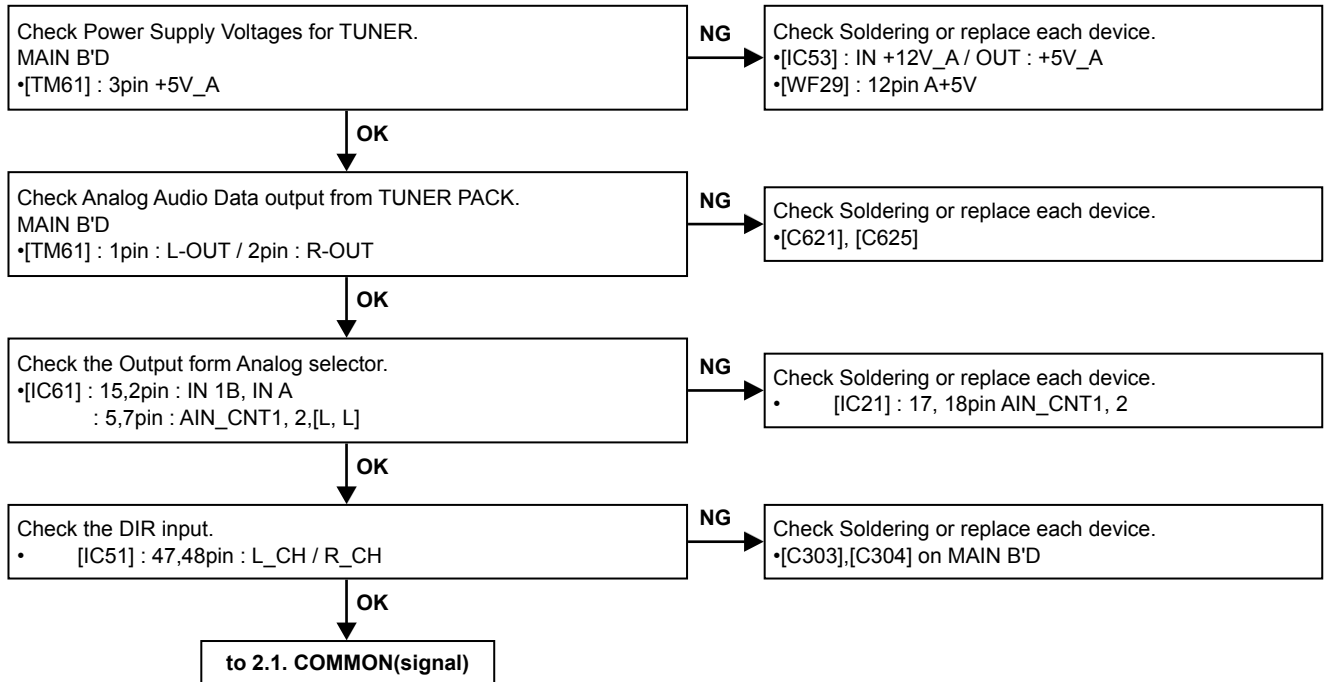 Check Power Supply Voltages for TUNER.
MAIN B'D
•[TM61] : 3pin +5V_A
NG
Check Soldering or replace each device.
•[IC53] : IN +12V_A / OUT : +5V_A
•[WF29] : 12pin A+5V
OK
Check Analog Audio Data output from TUNER PACK.
MAIN B'D
•[TM61] : 1pin : L-OUT / 2pin : R-OUT
NG
Check Soldering or replace each device.
•[C621], [C625]
OK
Check the Output form Analog selector.
•[IC61] : 15,2pin : IN 1B, IN A
: 5,7pin : AIN_CNT1, 2,[L, L]
NG
Check Soldering or replace each device.
• [IC21] : 17, 18pin AIN_CNT1, 2
OK
Check the DIR input.
• [IC51] : 47,48pin : L_CH / R_CH
NG
Check Soldering or replace each device.
•[C303],[C304] on MAIN B'D
OK
to 2.1. COMMON(signal)